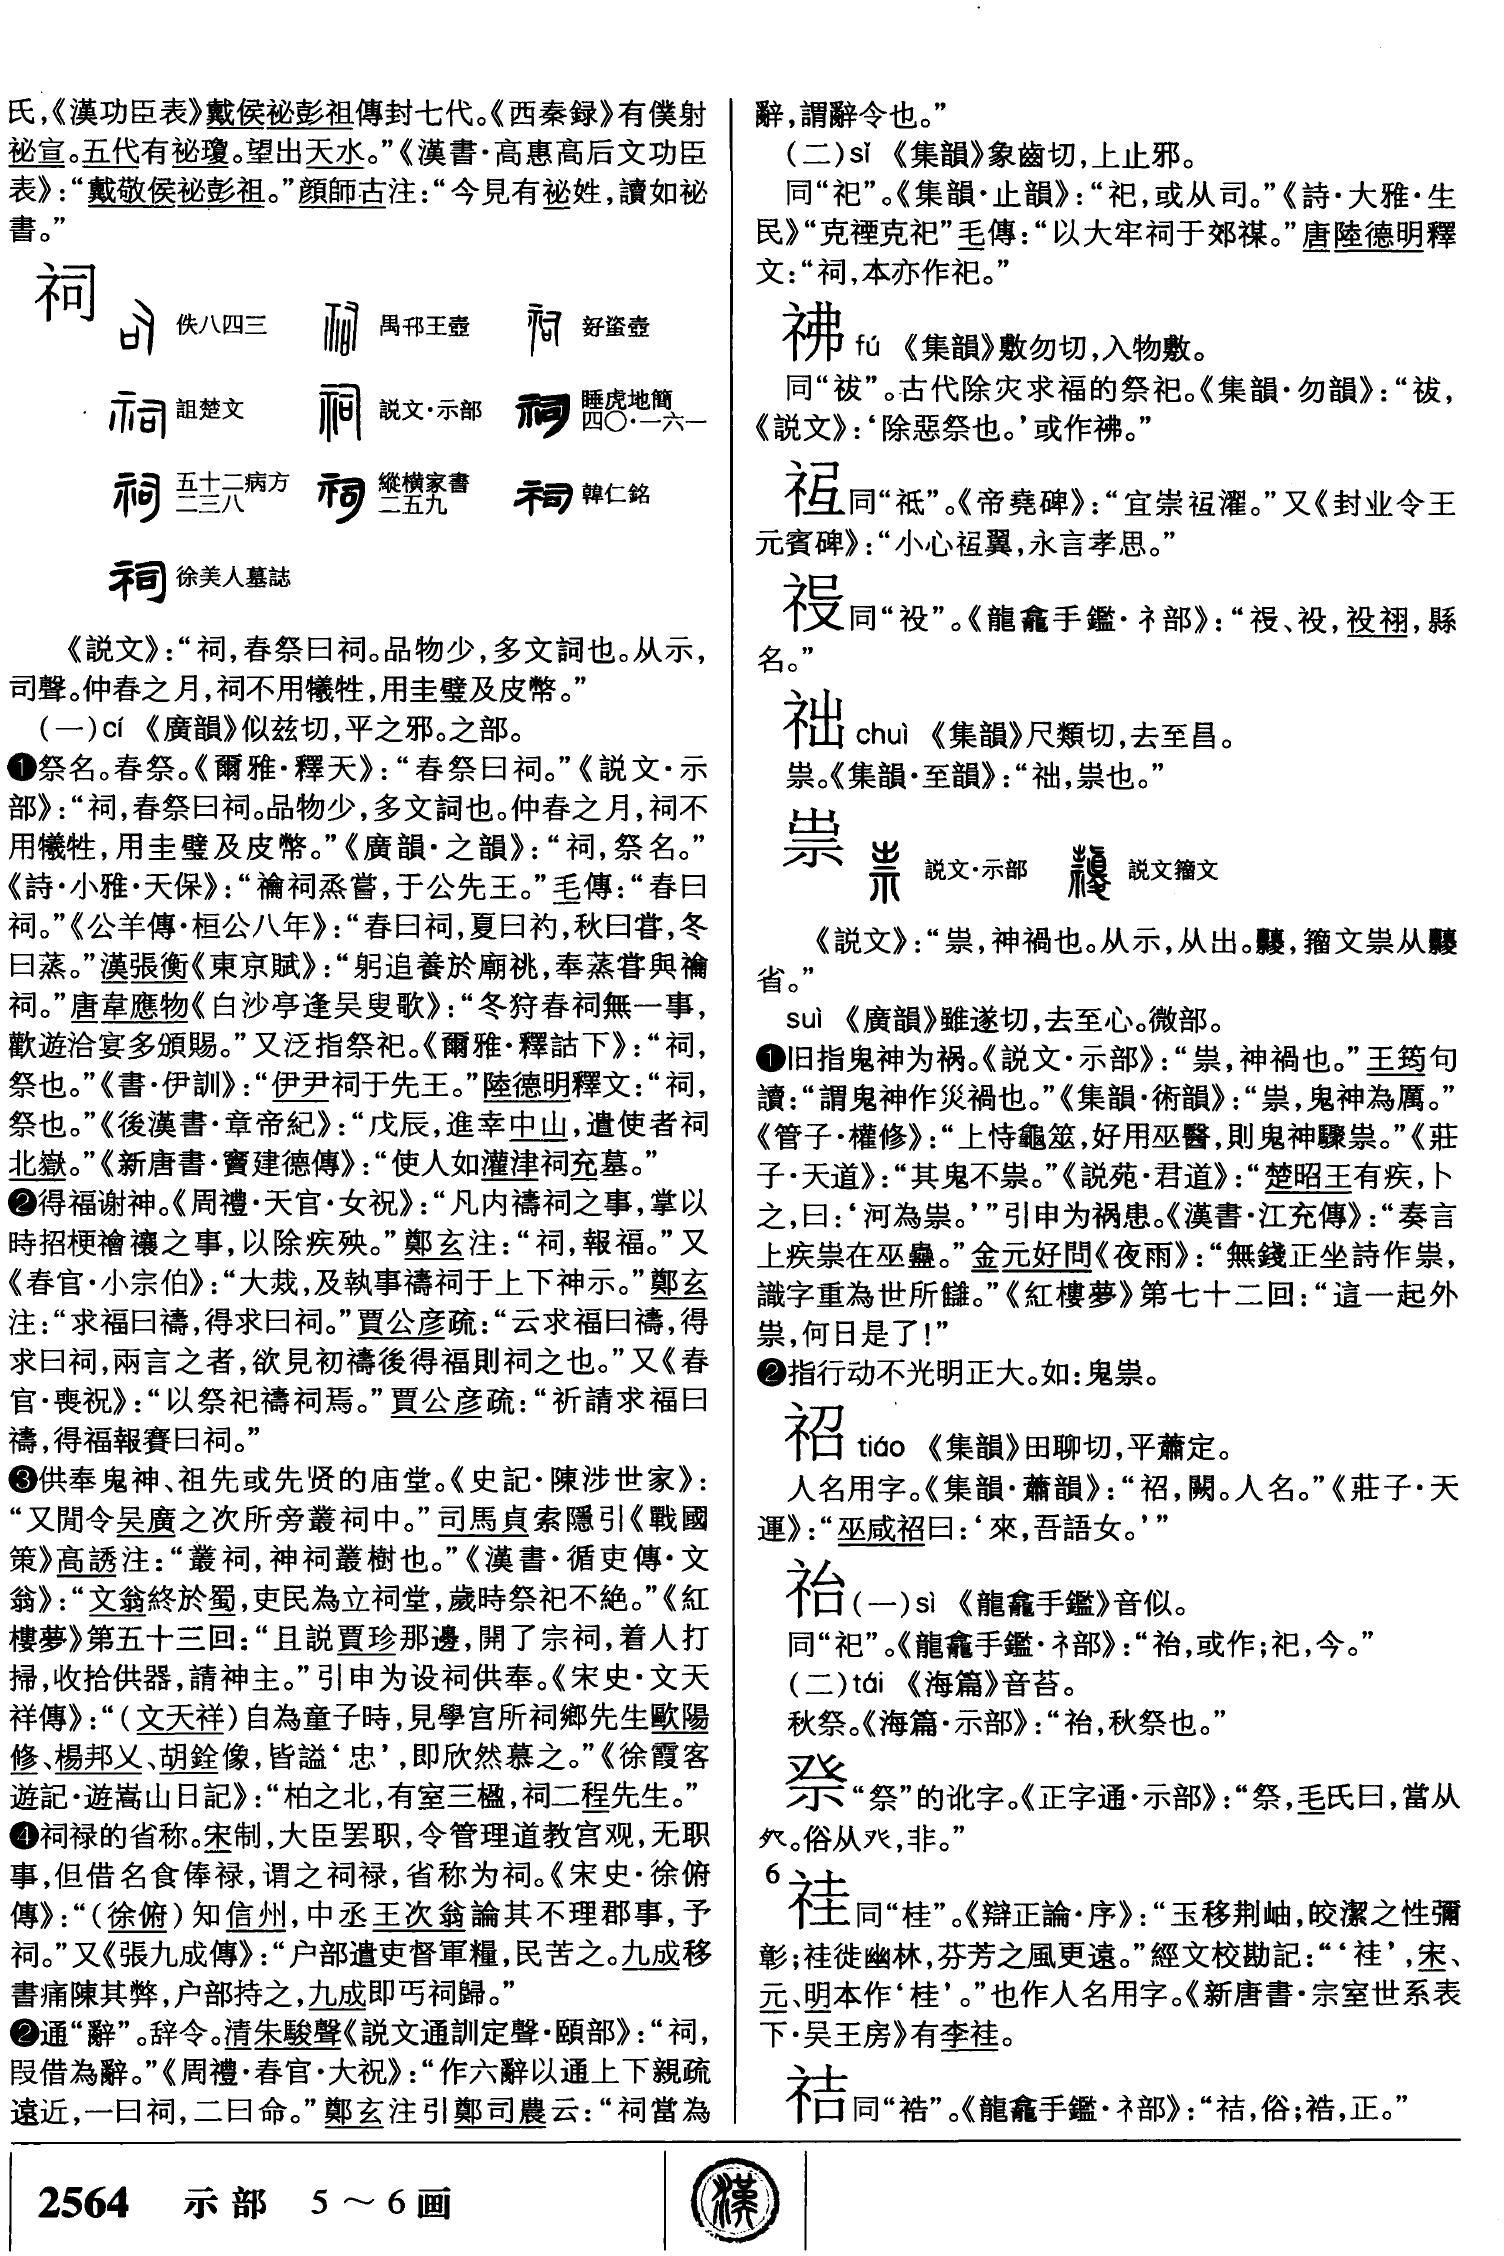 氏，《漢功臣表》戴侯祕彭祖傳封七代。《西秦録》有僕射
祕宣。五代有祕瓊。望出天水。”《漢書·高惠高后文功臣
表》：“戴敬侯祕彭祖。”顔師古注：“今見有祕姓，讀如祕
書。”
祠
佚八四三 禺邗王壺 𡚱蚉壺
詛楚文 説文·示部 睡虎地簡四〇·一六一
五十二病方二三八 縱横家書二五九 韓仁銘
徐美人墓誌
《説文》：“祠，春祭曰祠。品物少，多文詞也。从示，
司聲。仲春之月，祠不用犧牲，用圭璧及皮幣。”
（一）cí 《廣韻》似兹切，平之邪。之部。
❶祭名。春祭。《爾雅·釋天》：“春祭曰祠。”《説文·示
部》：“祠，春祭曰祠。品物少，多文詞也。仲春之月，祠不
用犧牲，用圭璧及皮幣。”《廣韻·之韻》：“祠，祭名。”
《詩·小雅·天保》：“禴祠烝嘗，于公先王。”毛傳：“春曰
祠。”《公羊傳·桓公八年》：“春曰祠，夏曰礿，秋曰嘗，冬
曰蒸。”漢張衡《東京賦》：“躬追養於廟祧，奉蒸嘗與禴
祠。”唐韋應物《白沙亭逢吴叟歌》：“冬狩春祠無一事，
歡遊洽宴多頒賜。”又泛指祭祀。《爾雅·釋詁下》：“祠，
祭也。”《書·伊訓》：“伊尹祠于先王。”陸德明釋文：“祠，
祭也。”《後漢書·章帝紀》：“戊辰，進幸中山，遣使者祠
北嶽。”《新唐書·竇建德傳》：“使人如灌津祠充墓。”
❷得福谢神。《周禮·天官·女祝》：“凡内禱祠之事，掌以
時招梗禬禳之事，以除疾殃。”鄭玄注：“祠，報福。”又
《春官·小宗伯》：“大烖，及執事禱祠于上下神示。”鄭玄
注：“求福曰禱，得求曰祠。”賈公彦疏：“云求福曰禱，得
求曰祠，兩言之者，欲見初禱後得福則祠之也。”又《春
官·喪祝》：“以祭祀禱祠焉。”賈公彦疏：“祈請求福曰
禱，得福報賽曰祠。”
❸供奉鬼神、祖先或先贤的庙堂。《史記·陳涉世家》：
“又閒令吴廣之次所旁叢祠中。”司馬貞索隱引《戰國
策》高誘注：“叢祠，神祠叢樹也。”《漢書·循吏傳·文
翁》：“文翁終於蜀，吏民為立祠堂，歲時祭祀不絶。”《紅
樓夢》第五十三回：“且説賈珍那邊，開了宗祠，着人打
掃，收拾供器，請神主。”引申为设祠供奉。《宋史·文天
祥傳》：“（文天祥）自為童子時，見學宫所祠鄉先生歐陽
修、楊邦乂、胡銓像，皆謚‘忠’，即欣然慕之。”《徐霞客
遊記·遊嵩山日記》：“柏之北，有室三楹，祠二程先生。”
❹祠禄的省称。宋制，大臣罢职，令管理道教宫观，无职
事，但借名食俸禄，谓之祠禄，省称为祠。《宋史·徐俯
傳》：“（徐俯）知信州，中丞王次翁論其不理郡事，予
祠。”又《張九成傳》：“户部遣吏督軍糧，民苦之。九成移
書痛陳其弊，户部持之，九成即丐祠歸。”
❷通“辭”。辞令。清朱駿聲《説文通訓定聲·頤部》：“祠，
叚借為辭。”《周禮·春官·大祝》：“作六辭以通上下親疏
遠近，一曰祠，二曰命。”鄭玄注引鄭司農云：“祠當為
辭，謂辭令也。”
（二）sǐ 《集韻》象齒切，上止邪。
同“祀”。《集韻·止韻》：“祀，或从司。”《詩·大雅·生
民》“克禋克祀”毛傳：“以大牢祠于郊禖。”唐陸德明釋
文：“祠，本亦作祀。”
䄶 fú 《集韻》敷勿切，入物敷。
同“祓”。古代除灾求福的祭祀。《集韻·勿韻》：“祓，
《説文》：‘除惡祭也。’或作䄶。”
同“祇”。《帝堯碑》：“宜崇濯。”又《封业令王
元賓碑》：“小心翼，永言孝思。”
同“祋”。《龍龕手鑑·礻部》：“、祋，祋祤，縣
名。”
䄲 chuì 《集韻》尺類切，去至昌。
祟。《集韻·至韻》：“䄲，祟也。”
祟
説文·示部 説文籀文
《説文》：“祟，神禍也。从示，从出。，籀文祟从
省。”
suì 《廣韻》雖遂切，去至心。微部。
❶旧指鬼神为祸。《説文·示部》：“祟，神禍也。”王筠句
讀：“謂鬼神作災禍也。”《集韻·術韻》：“祟，鬼神為厲。”
《管子·權修》：“上恃龜筮，好用巫醫，則鬼神驟祟。”《莊
子·天道》：“其鬼不祟。”《説苑·君道》：“楚昭王有疾，卜
之，曰：‘河為祟。’”引申为祸患。《漢書·江充傳》：“奏言
上疾祟在巫蠱。”金元好問《夜雨》：“無錢正坐詩作祟，
識字重為世所讎。”《紅樓夢》第七十二回：“這一起外
祟，何日是了！”
❷指行动不光明正大。如：鬼祟。
祒 tiáo 《集韻》田聊切，平蕭定。
人名用字。《集韻·蕭韻》：“祒，闕。人名。”《莊子·天
運》：“巫咸祒曰：‘來，吾語女。’”
（一）sì 《龍龕手鑑》音似。
同“祀”。《龍龕手鑑·礻部》：“，或作；祀，今。”
（二）tái 《海篇》音苔。
秋祭。《海篇·示部》：“，秋祭也。”
“祭”的讹字。《正字通·示部》：“祭，毛氏曰，當从
。俗从癶，非。”
6
袿同“桂”。《辯正論·序》：“玉移荆岫，皎潔之性彌
彰；袿徙幽林，芬芳之風更遠。”經文校勘記：“‘袿’，宋、
元、明本作‘桂’。”也作人名用字。《新唐書·宗室世系表
下·吴王房》有李袿。
袺同“祰”。《龍龕手鑑·礻部》：“袺，俗；祰，正。”
2564 示部 5～6画
漢